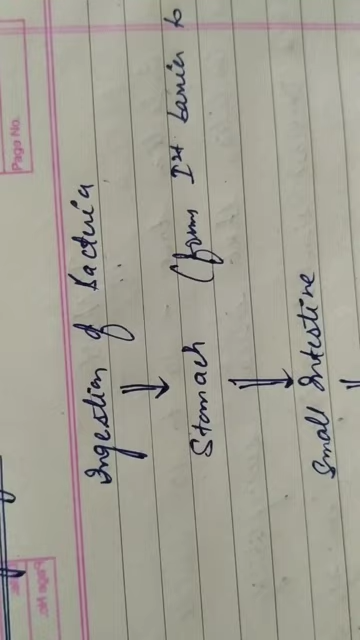 Page No.
Ingestion of bacteria
↓
Stomach (forms Ist barrier to
↓
Small Intestine